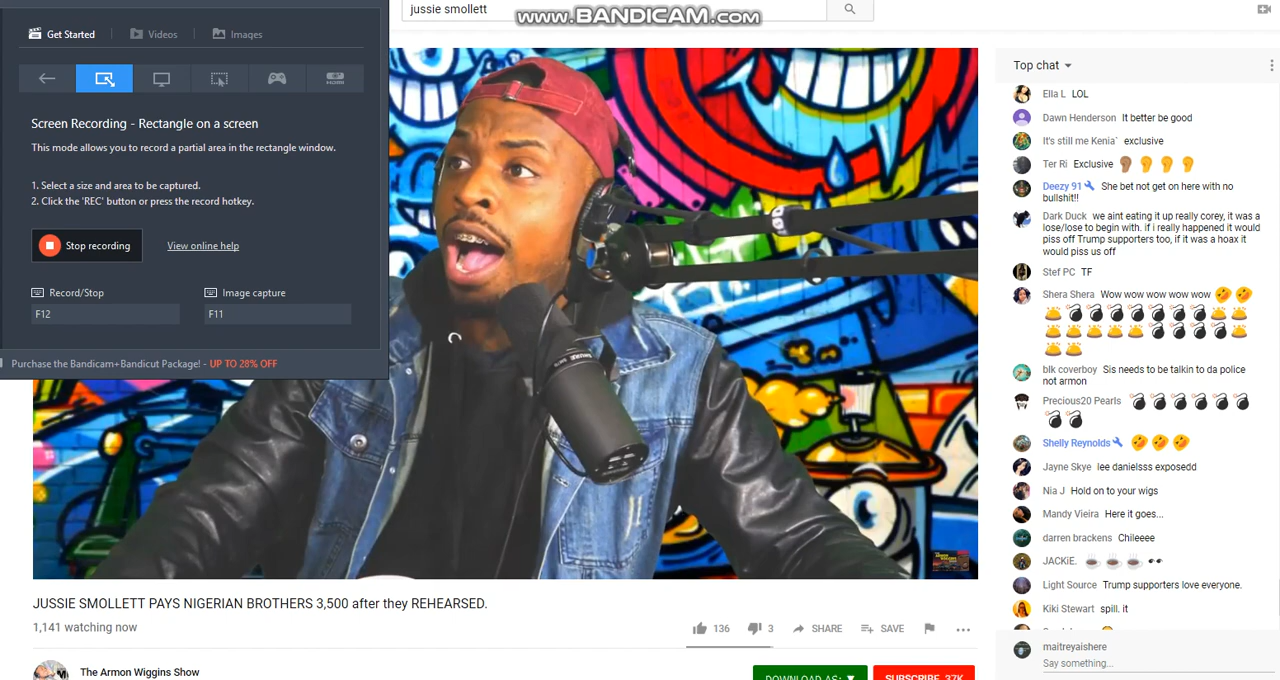 jussie smollett
www.BANDICAM.com
Get Started
Videos
Images
HDMI
Screen Recording - Rectangle on a screen
This mode allows you to record a partial area in the rectangle window.
1. Select a size and area to be captured.
2. Click the 'REC' button or press the record hotkey.
Stop recording
View online help
Record/Stop
Image capture
F12
F11
Purchase the Bandicam+Bandicut Package! - UP TO 28% OFF
JUSSIE SMOLLETT PAYS NIGERIAN BROTHERS 3,500 after they REHEARSED.
1,141 watching now
136
3
SHARE
SAVE
The Armon Wiggins Show
DOWNLOAD AS: ▼
SUBSCRIBE 37K
Top chat
Ella L LOL
Dawn Henderson It better be good
It's still me Kenia` exclusive
Ter Ri Exclusive 👂🏽 👂 👂 👂
Deezy 91 She bet not get on here with no
bullshit!!
Dark Duck we aint eating it up really corey, it was a
lose/lose to begin with. if i really happened it would
piss off Trump supporters too, if it was a hoax it
would piss us off
Stef PC TF
Shera Shera Wow wow wow wow wow
blk coverboy Sis needs to be talkin to da police
not armon
Precious20 Pearls
Shelly Reynolds
Jayne Skye lee danielsss exposedd
Nia J Hold on to your wigs
Mandy Vieira Here it goes...
darren brackens Chileeee
JACKiE.
Light Source Trump supporters love everyone.
Kiki Stewart spill. it
maitreyaishere
Say something...